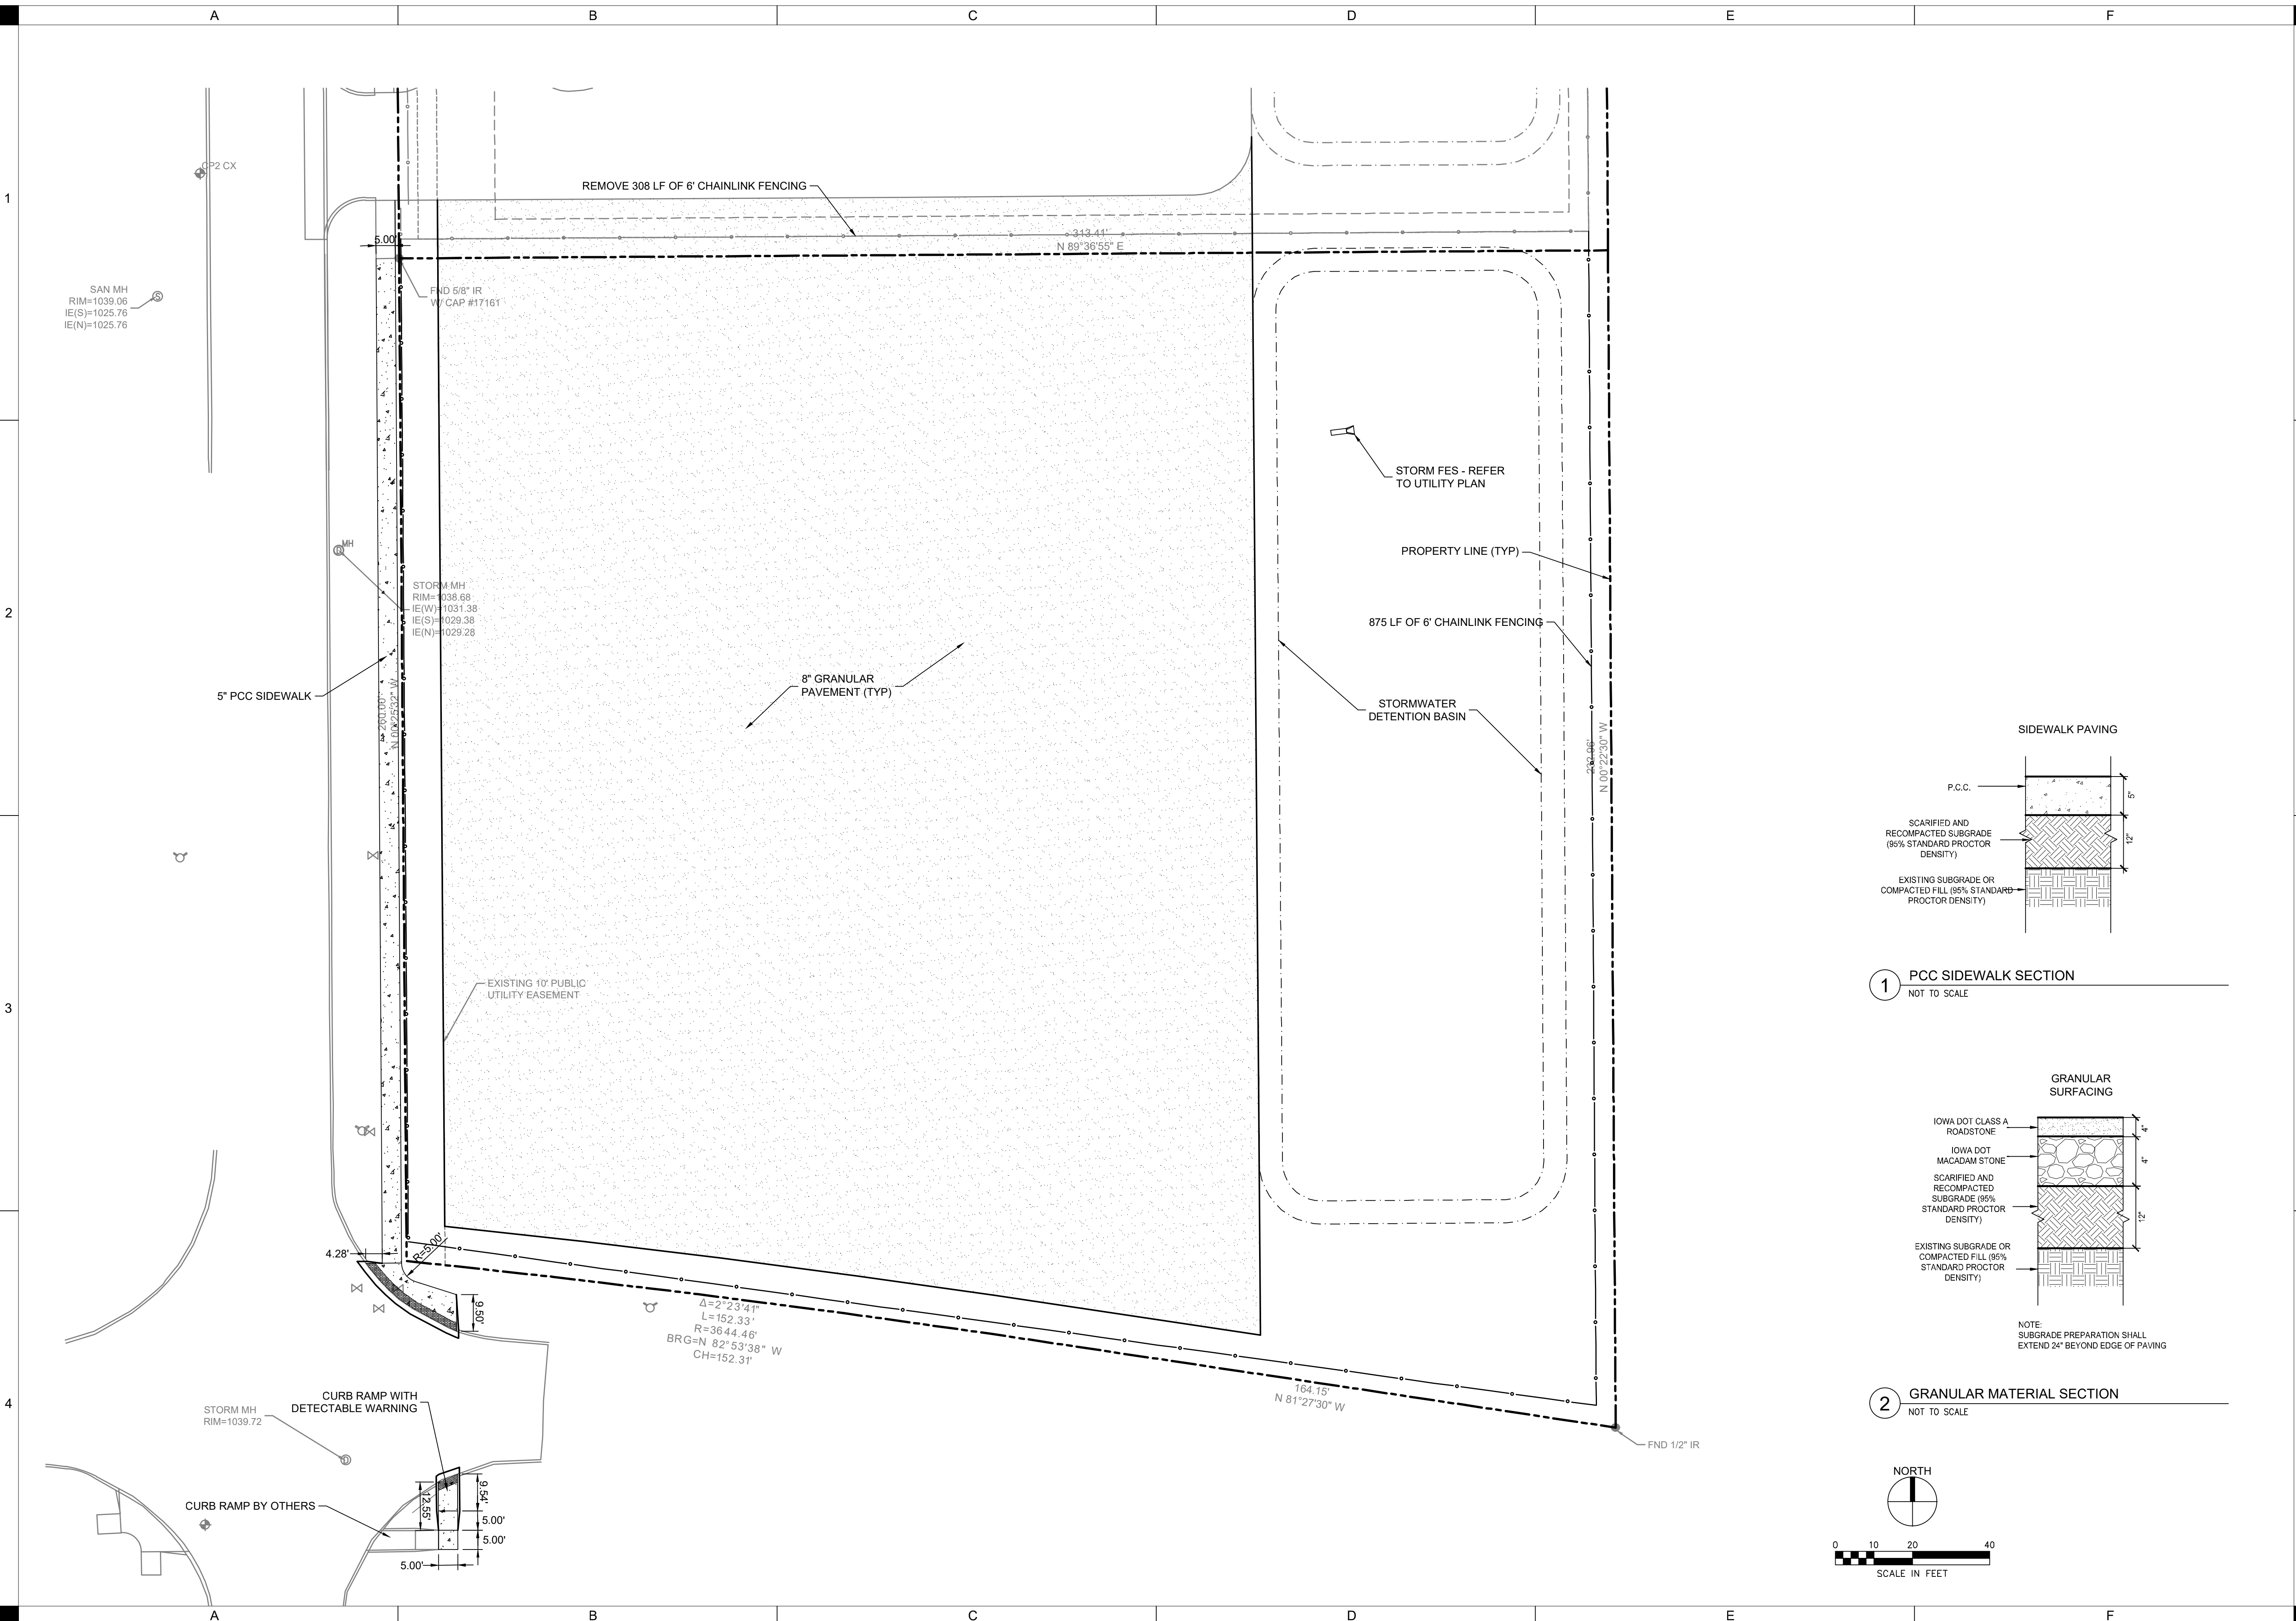 A B C D E F
1
2
3
4
CP2 CX
REMOVE 308 LF OF 6' CHAINLINK FENCING
5.00'
313.41'
N 89°36'55" E
SAN MH
RIM=1039.06
IE(S)=1025.76
IE(N)=1025.76
FND 5/8" IR
W/ CAP #17161
STORM FES - REFER
TO UTILITY PLAN
MH
PROPERTY LINE (TYP)
STORM MH
RIM=1038.68
IE(W)=1031.38
IE(S)=1029.38
IE(N)=1029.28
875 LF OF 6' CHAINLINK FENCING
5" PCC SIDEWALK
260.00'
N 00°25'32" W
8" GRANULAR
PAVEMENT (TYP)
STORMWATER
DETENTION BASIN
232.96'
N 00°22'30" W
EXISTING 10' PUBLIC
UTILITY EASEMENT
4.28'
R=5.00'
9.50'
Δ=2°23'41"
L=152.33'
R=3644.46'
BRG=N 82°53'38" W
CH=152.31'
164.15'
N 81°27'30" W
FND 1/2" IR
CURB RAMP WITH
DETECTABLE WARNING
STORM MH
RIM=1039.72
CURB RAMP BY OTHERS
12.55'
9.54'
5.00'
5.00'
5.00'
SIDEWALK PAVING
P.C.C.
5"
SCARIFIED AND
RECOMPACTED SUBGRADE
(95% STANDARD PROCTOR
DENSITY)
12"
EXISTING SUBGRADE OR
COMPACTED FILL (95% STANDARD
PROCTOR DENSITY)
1 PCC SIDEWALK SECTION
NOT TO SCALE
GRANULAR
SURFACING
IOWA DOT CLASS A
ROADSTONE
4"
IOWA DOT
MACADAM STONE
4"
SCARIFIED AND
RECOMPACTED
SUBGRADE (95%
STANDARD PROCTOR
DENSITY)
12"
EXISTING SUBGRADE OR
COMPACTED FILL (95%
STANDARD PROCTOR
DENSITY)
NOTE:
SUBGRADE PREPARATION SHALL
EXTEND 24" BEYOND EDGE OF PAVING
2 GRANULAR MATERIAL SECTION
NOT TO SCALE
NORTH
0 10 20 40
SCALE IN FEET
A B C D E F